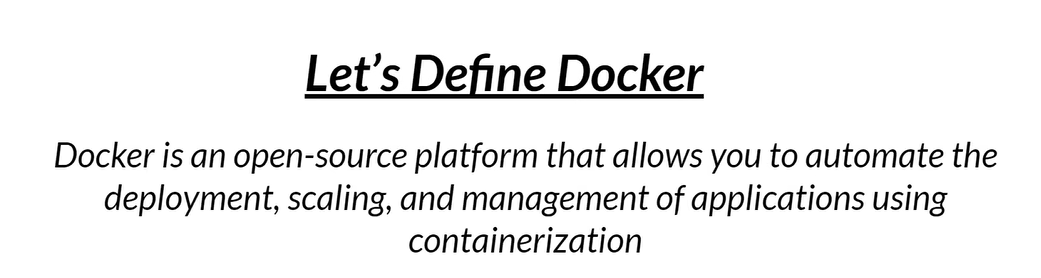 Let’s Define Docker
Docker is an open-source platform that allows you to automate the
deployment, scaling, and management of applications using
containerization